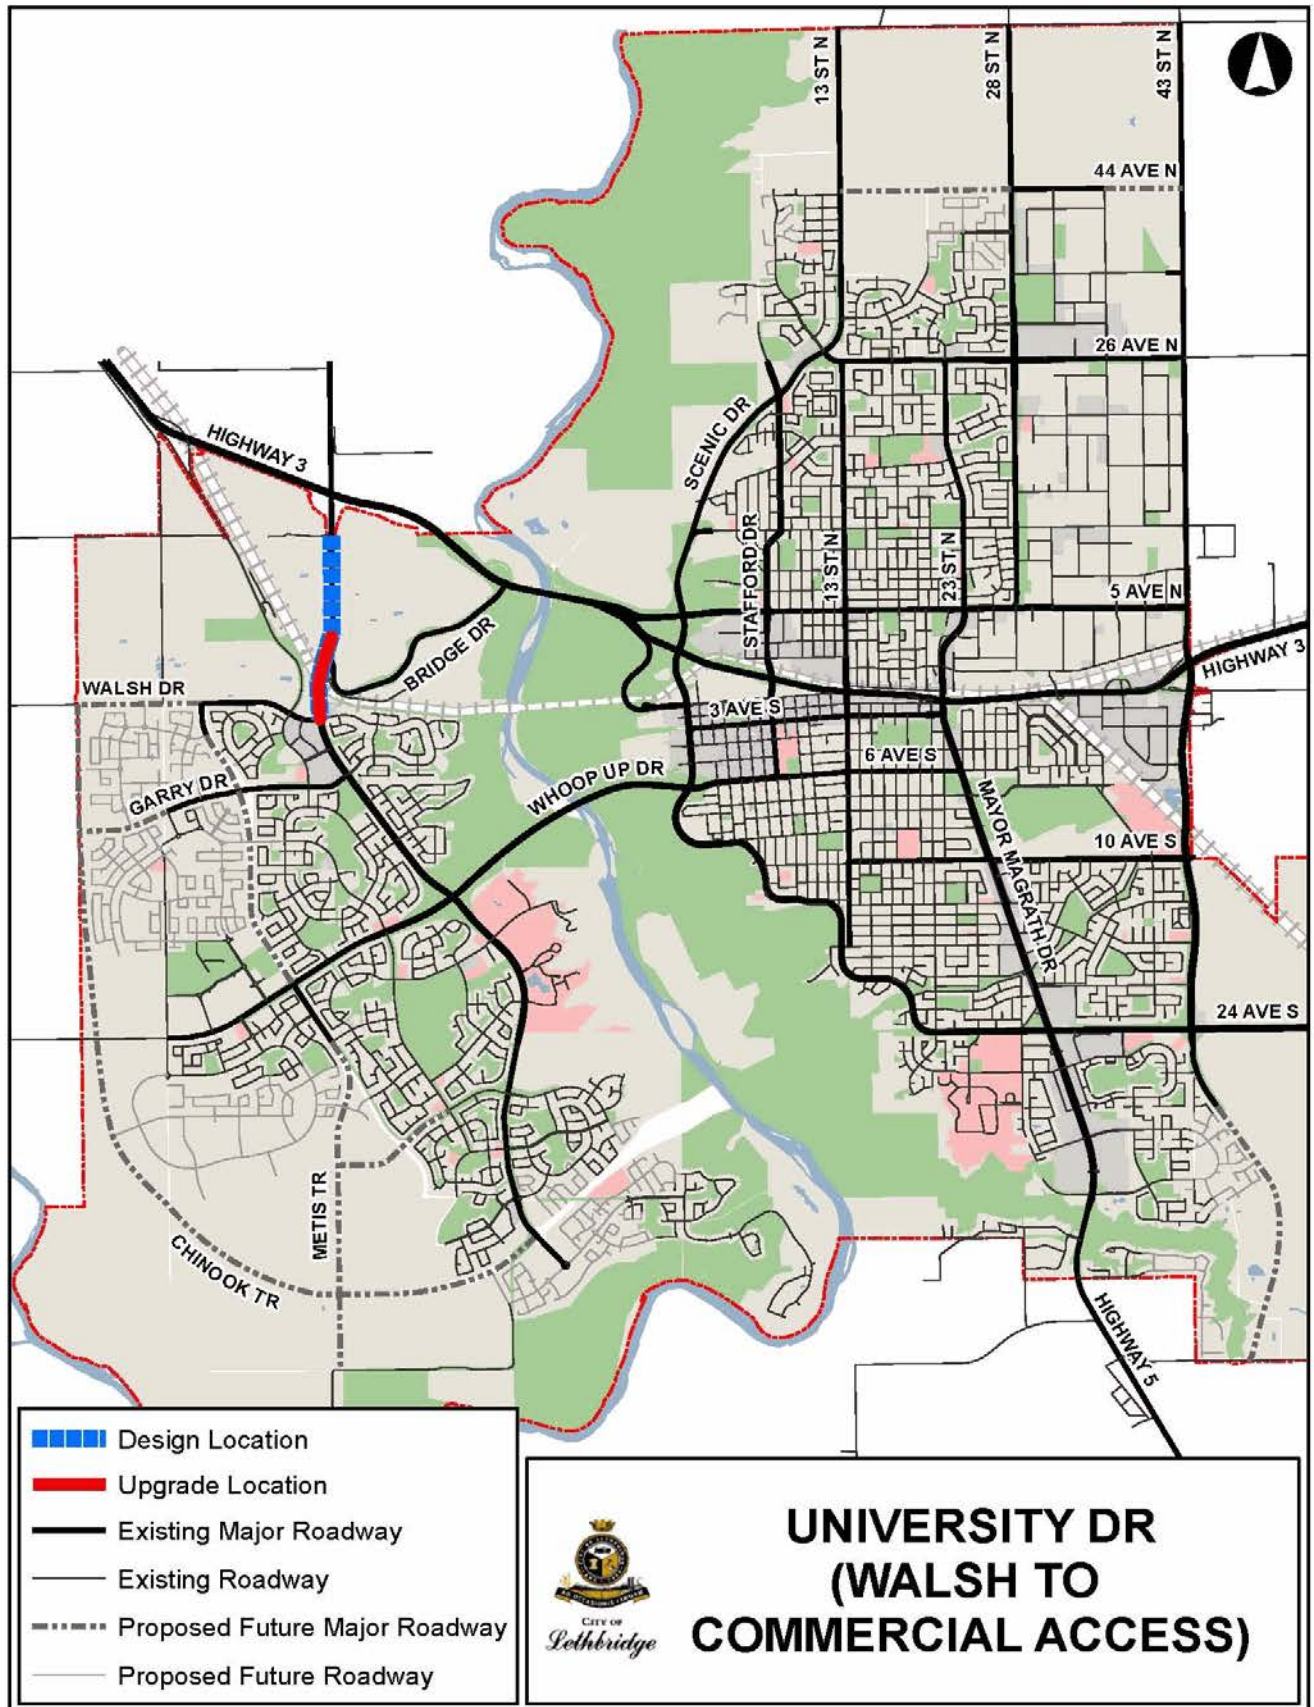 13 ST N
28 ST N
43 ST N
44 AVE N
26 AVE N
HIGHWAY 3
SCENIC DR
STAFFORD DR
13 ST N
23 ST N
5 AVE N
BRIDGE DR
HIGHWAY 3
WALSH DR
3 AVE S
6 AVE S
WHOOP UP DR
GARRY DR
MAYOR MAGRATH DR
10 AVE S
24 AVE S
METIS TR
CHINOOK TR
HIGHWAY 5
Design Location
Upgrade Location
Existing Major Roadway
Existing Roadway
Proposed Future Major Roadway
Proposed Future Roadway
CITY OF
Lethbridge
UNIVERSITY DR
(WALSH TO
COMMERCIAL ACCESS)